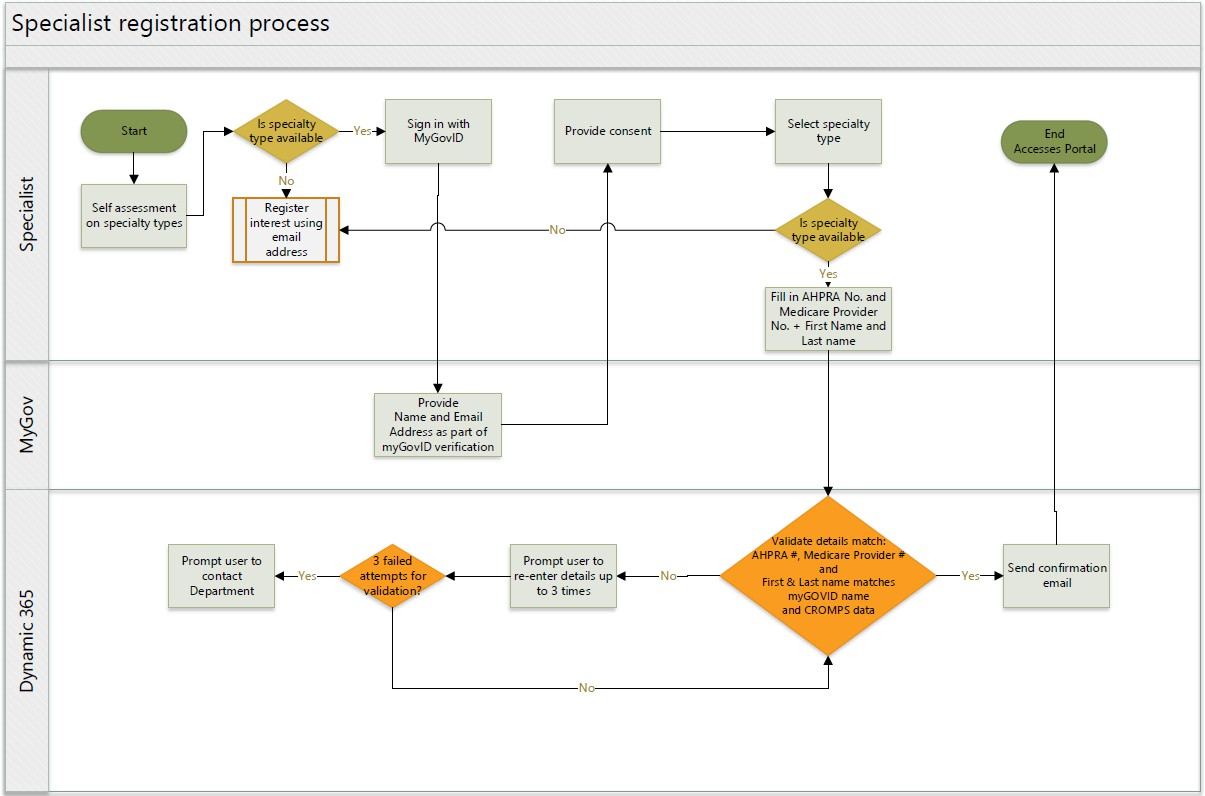 Specialist registration process
Specialist
Start
Self assessment
on specialty types
Is specialty
type available
Yes
No
Register
interest using
email
address
Sign in with
MyGovID
Provide consent
Select specialty
type
Is specialty
type available
No
Yes
Fill in AHPRA No. and
Medicare Provider
No. + First Name and
Last name
End
Accesses Portal
MyGov
Provide
Name and Email
Address as part of
myGovID verification
Dynamic 365
Validate details match:
AHPRA #, Medicare Provider #
and
First & Last name matches
myGOVID name
and CROMPS data
Yes
Send confirmation
email
No
Prompt user to
re-enter details up
to 3 times
3 failed
attempts for
validation?
Yes
Prompt user to
contact
Department
No